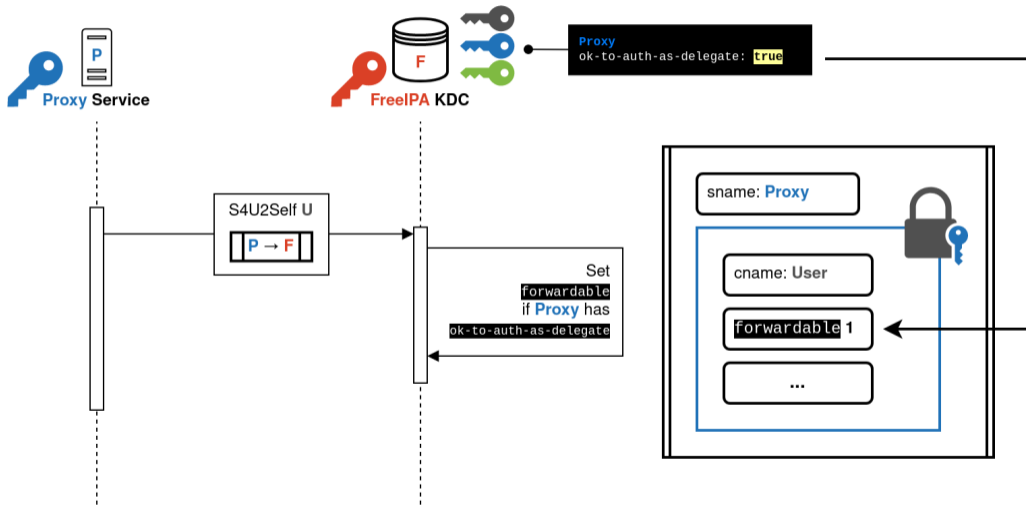 Proxy
ok-to-auth-as-delegate: true
P
F
Proxy Service
FreeIPA KDC
sname: Proxy
S4U2Self U
P → F
cname: User
Set
forwardable
if Proxy has
ok-to-auth-as-delegate
forwardable 1
...